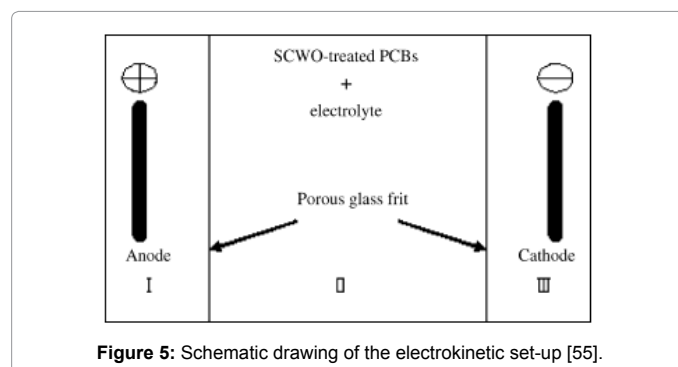 SCWO-treated PCBs
+
electrolyte
Porous glass frit
Anode
Cathode
I
II
III
Figure 5: Schematic drawing of the electrokinetic set-up [55].